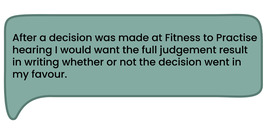 After a decision was made at Fitness to Practise
hearing I would want the full judgement result
in writing whether or not the decision went in
my favour.